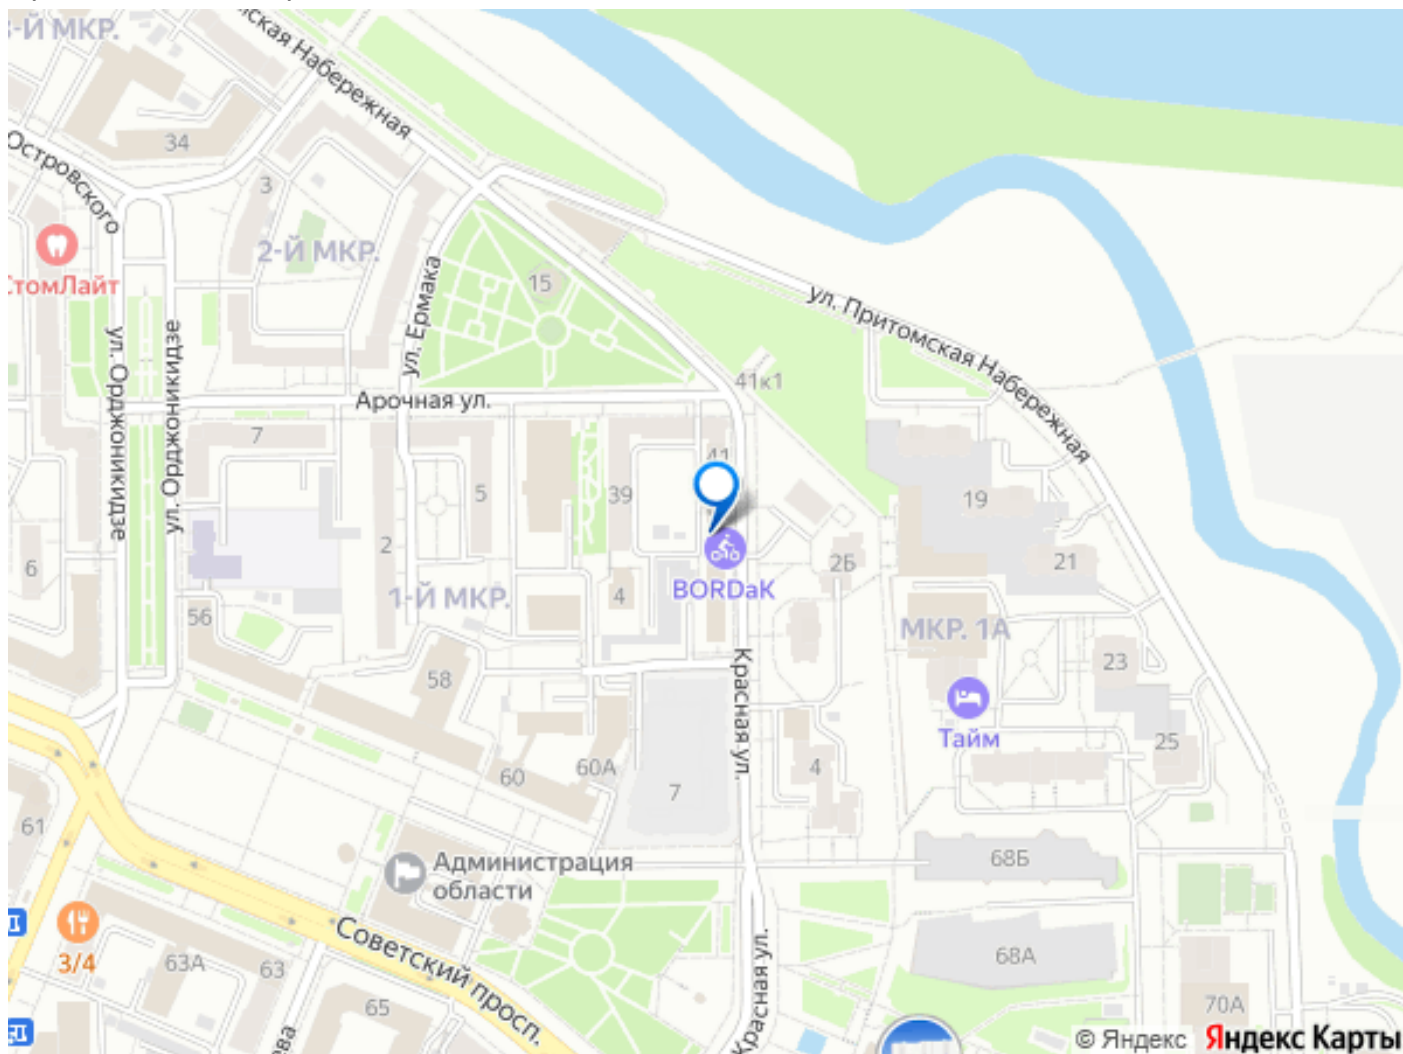 3-Й МКР.
ская Набережная
34
Островского
3
СтомЛайт
2-Й МКР.
15
ул. Ермака
ул. Притомская Набережная
ул. Орджоникидзе
ул. Орджоникидзе
Арочная ул.
41к1
7
5
39
41
19
2
6
2Б
21
BORDaK
4
1-Й МКР.
56
МКР. 1А
23
58
Красная ул.
Тайм
25
60
60А
7
4
61
Администрация
области
68Б
3/4
63А
63
Советский просп.
68А
65
Красная ул.
70А
ева
© Яндекс Яндекс Карты